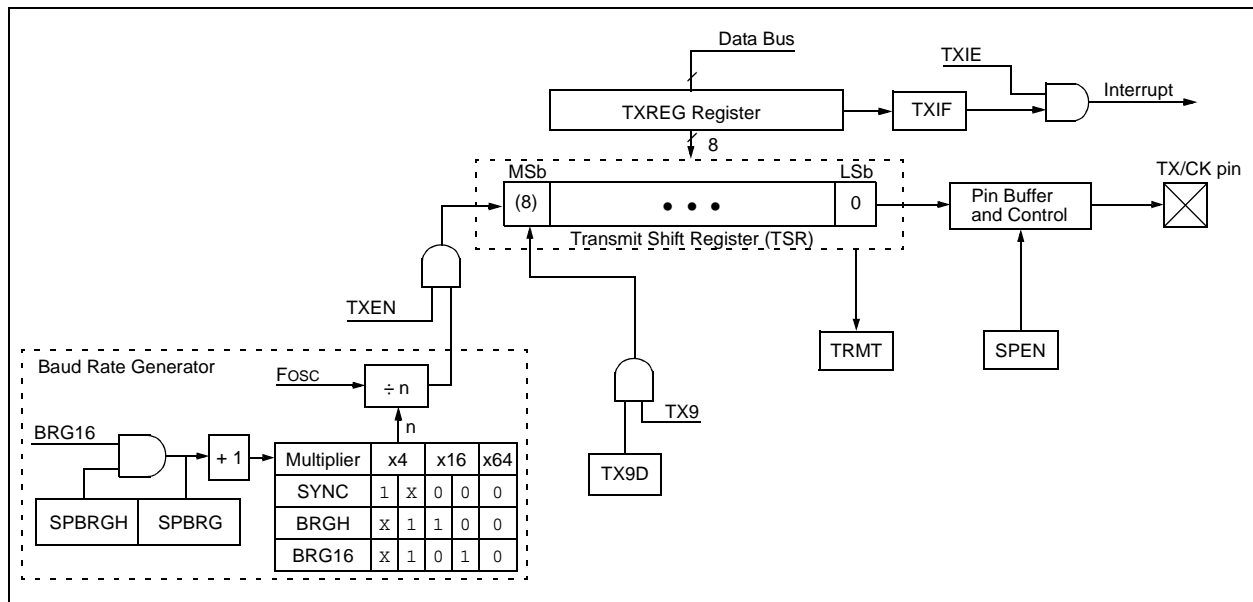 Data Bus
TXIE
Interrupt
TXREG Register
TXIF
8
MSb
LSb
TX/CK pin
(8)
• • •
0
Pin Buffer
and Control
Transmit Shift Register (TSR)
TXEN
TRMT
SPEN
Baud Rate Generator
FOSC
÷ n
TX9
n
BRG16
+ 1
Multiplier x4 x16 x64
TX9D
SYNC 1 X 0 0 0
SPBRGH SPBRG
BRGH X 1 1 0 0
BRG16 X 1 0 1 0